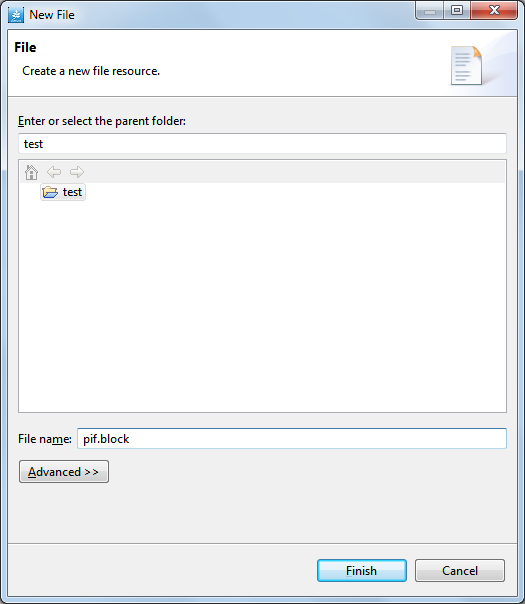 New File
File
Create a new file resource.
Enter or select the parent folder:
test
test
File name: pif.block
Advanced >>
Finish Cancel